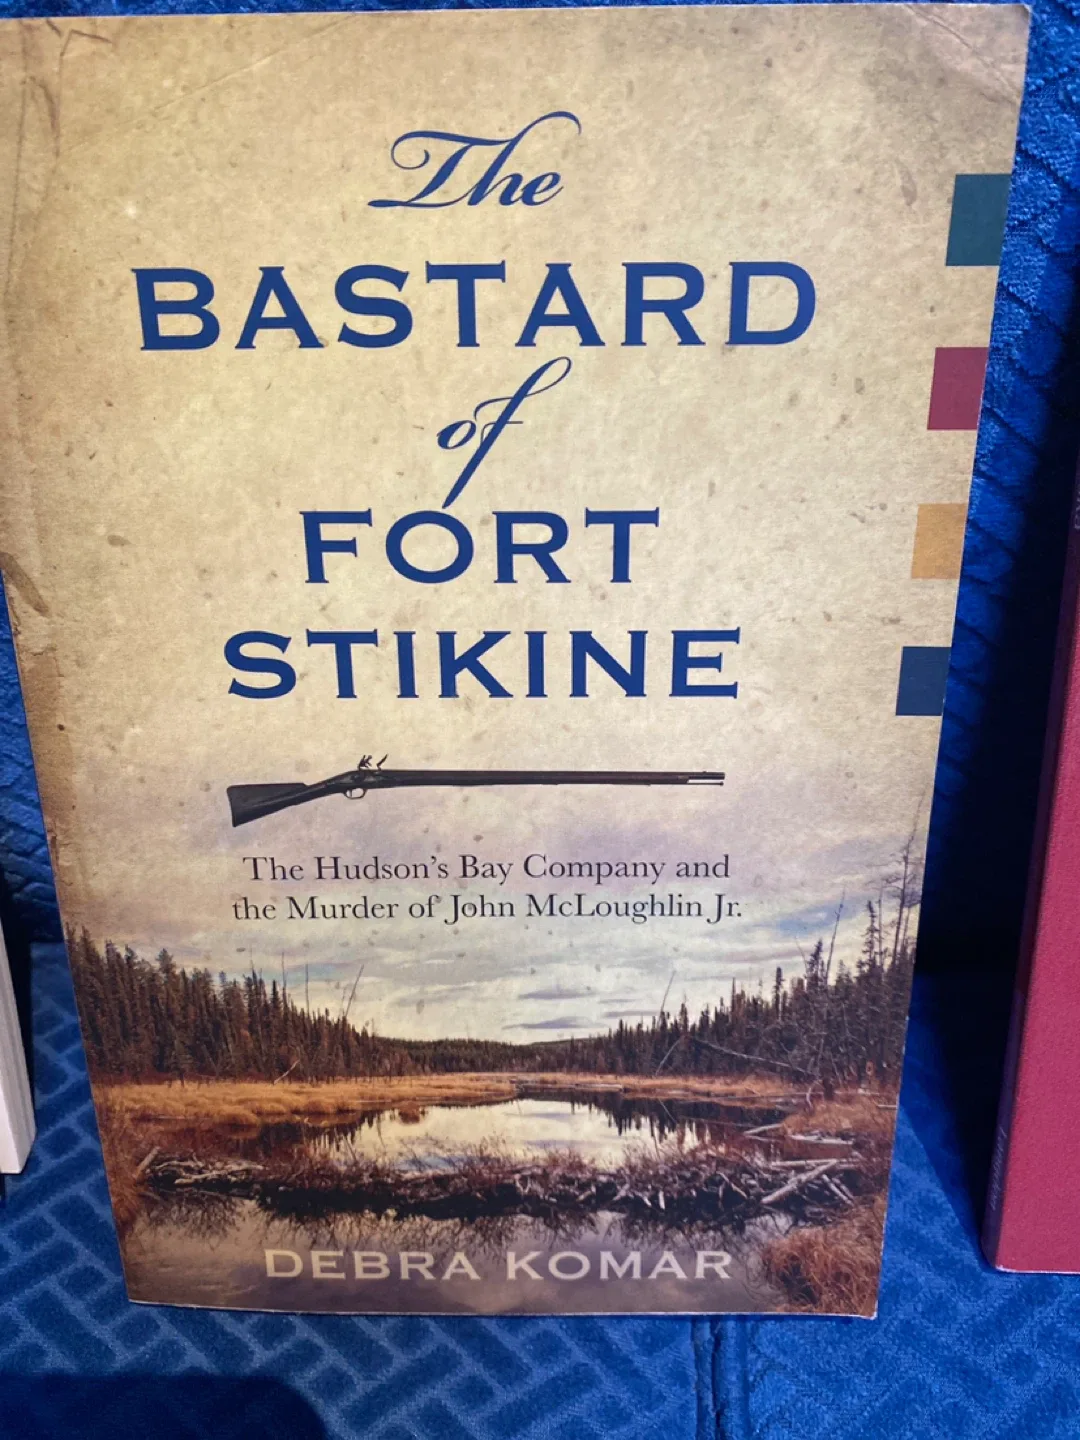 The
BASTARD
of
FORT
STIKINE
The Hudson's Bay Company and
the Murder of John McLoughlin Jr.
DEBRA KOMAR